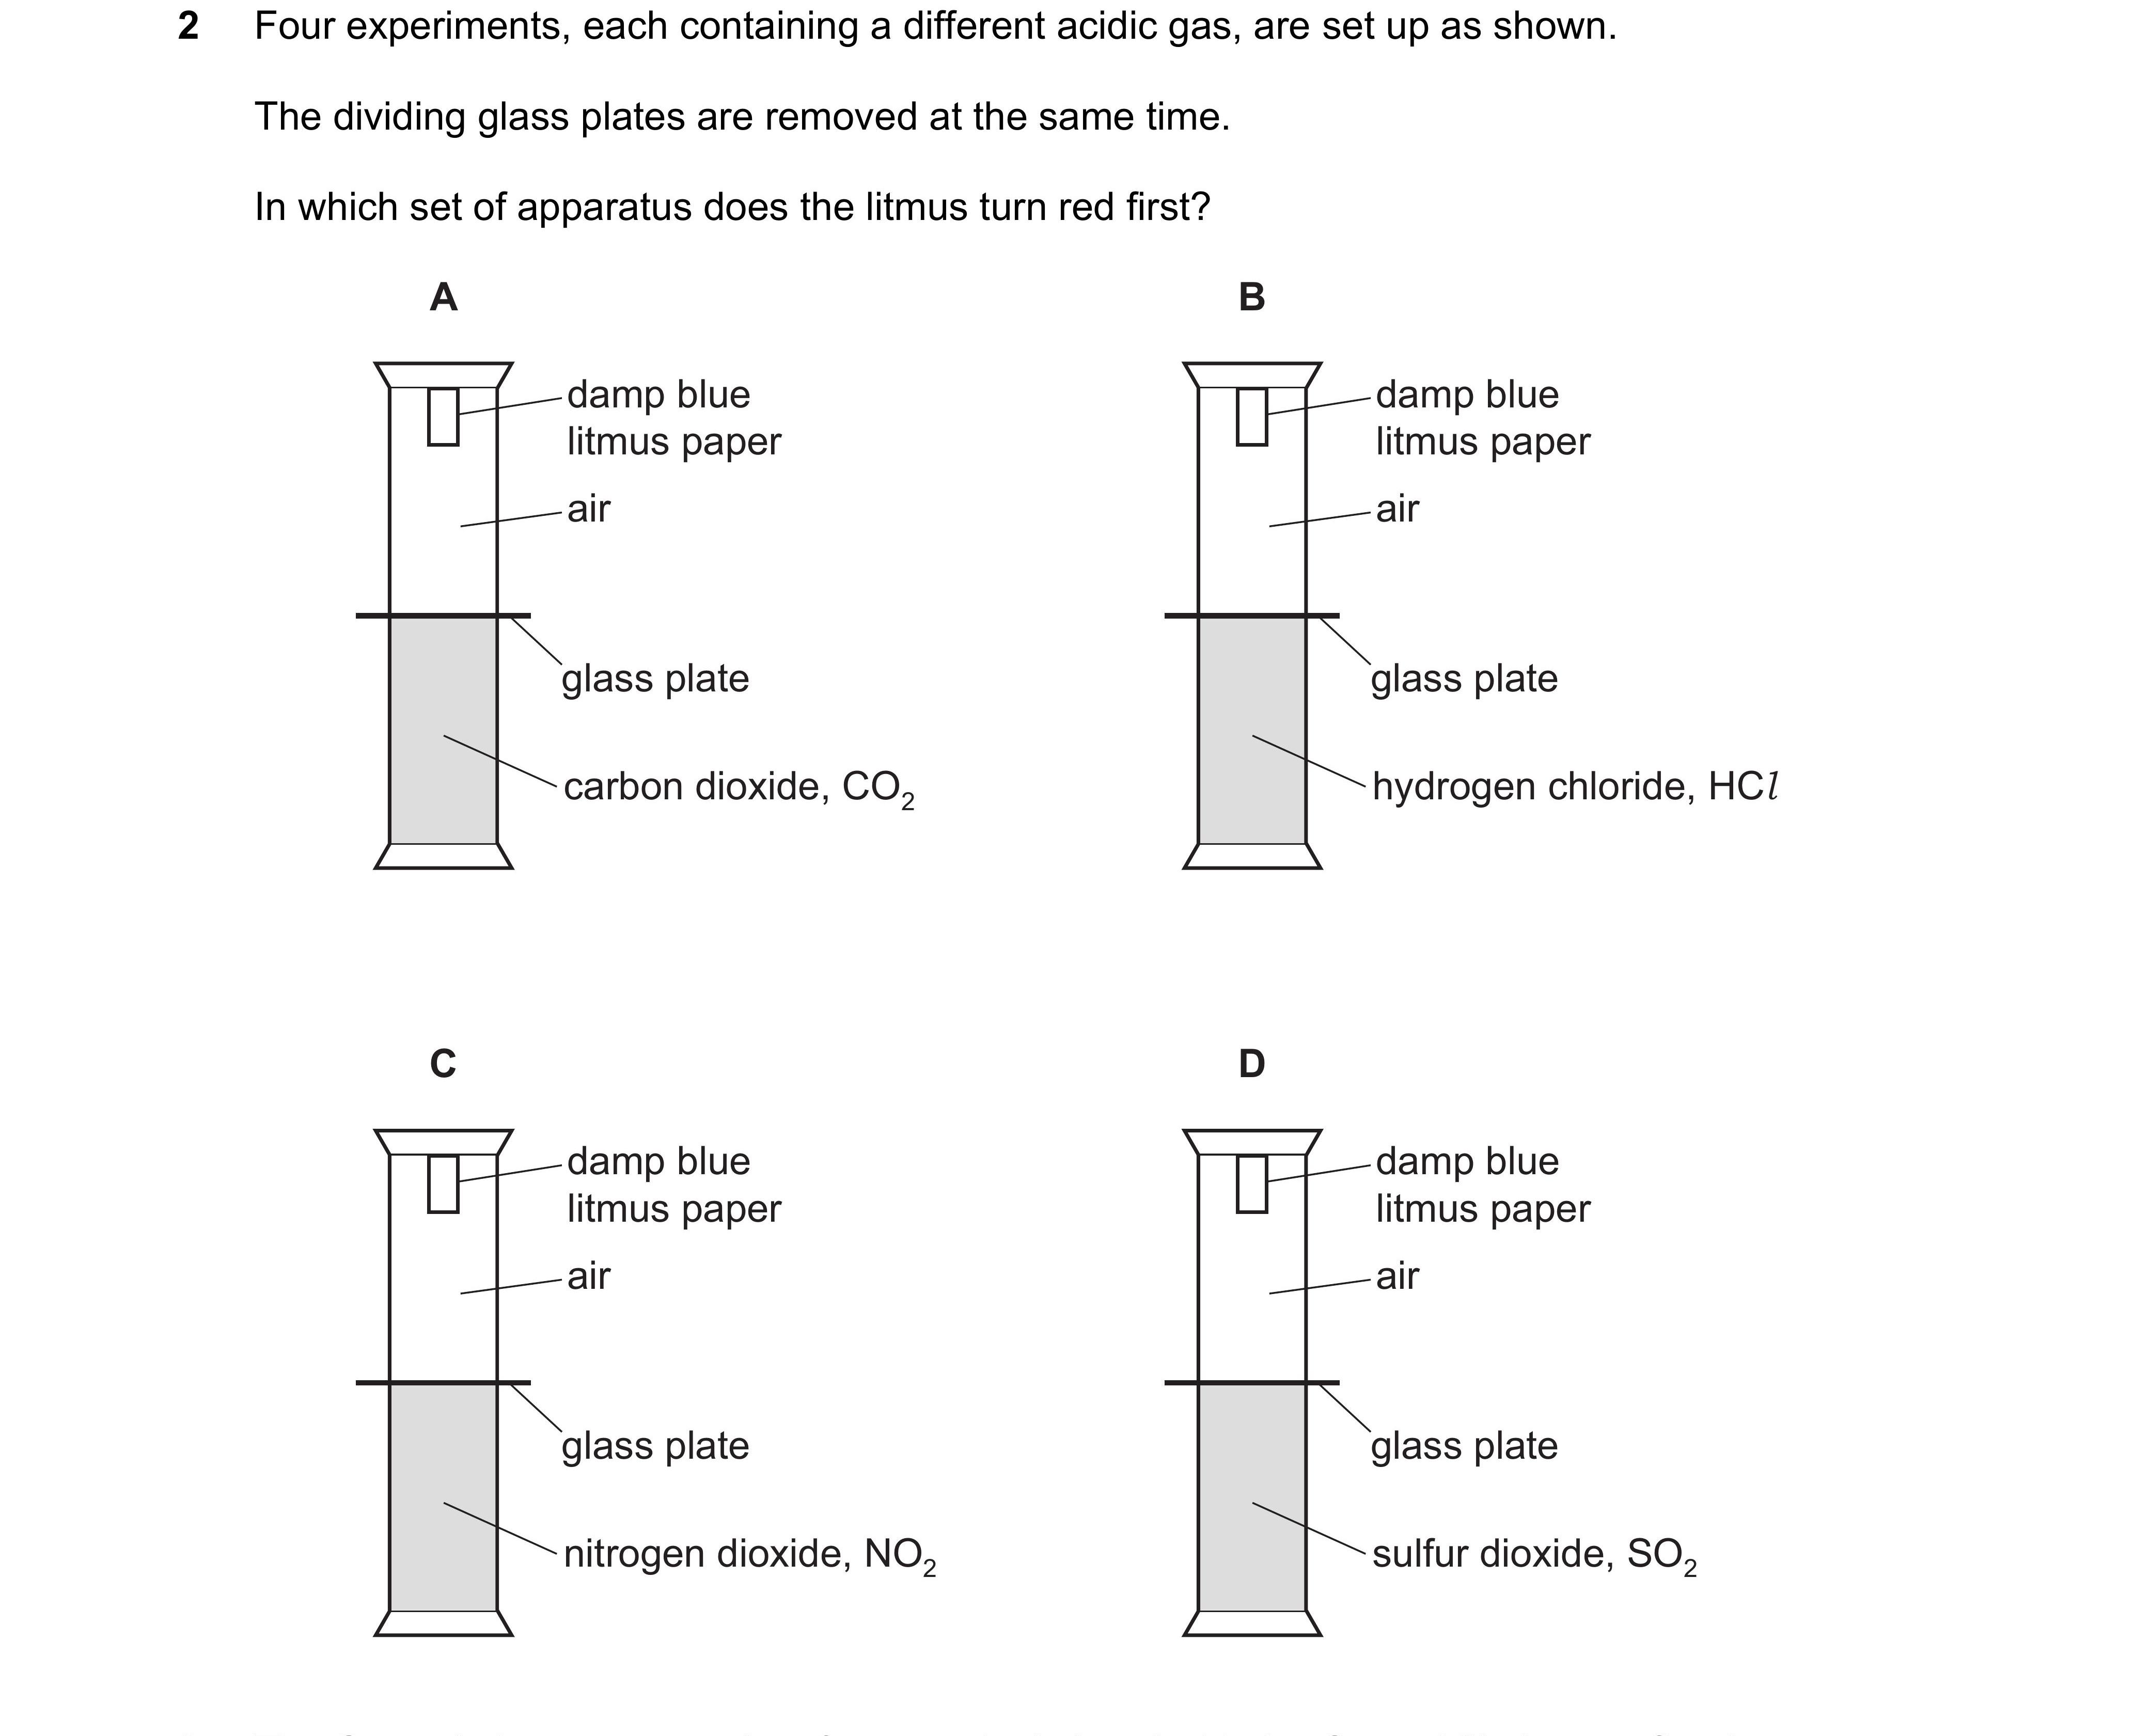 2 Four experiments, each containing a different acidic gas, are set up as shown.
The dividing glass plates are removed at the same time.
In which set of apparatus does the litmus turn red first?
A
damp blue
litmus paper
air
glass plate
carbon dioxide, CO₂
B
damp blue
litmus paper
air
glass plate
hydrogen chloride, HCl
C
damp blue
litmus paper
air
glass plate
nitrogen dioxide, NO₂
D
damp blue
litmus paper
air
glass plate
sulfur dioxide, SO₂